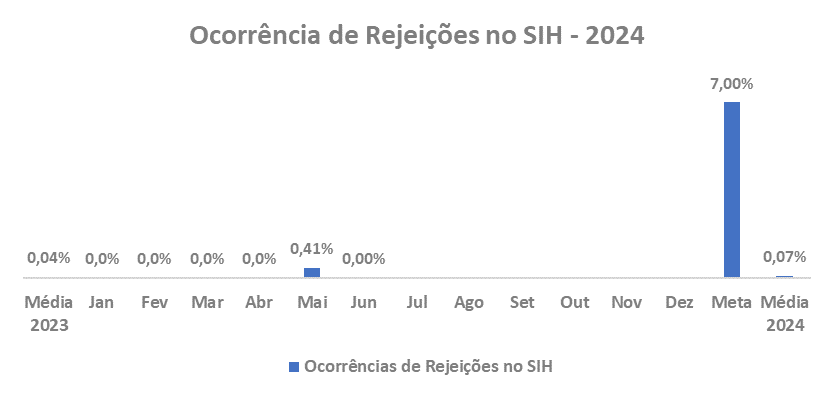 Ocorrência de Rejeições no SIH - 2024
7,00%
0,04% 0,0% 0,0% 0,0% 0,0% 0,41% 0,00% 0,07%
Média 2023 Jan Fev Mar Abr Mai Jun Jul Ago Set Out Nov Dez Meta Média 2024
Ocorrências de Rejeições no SIH